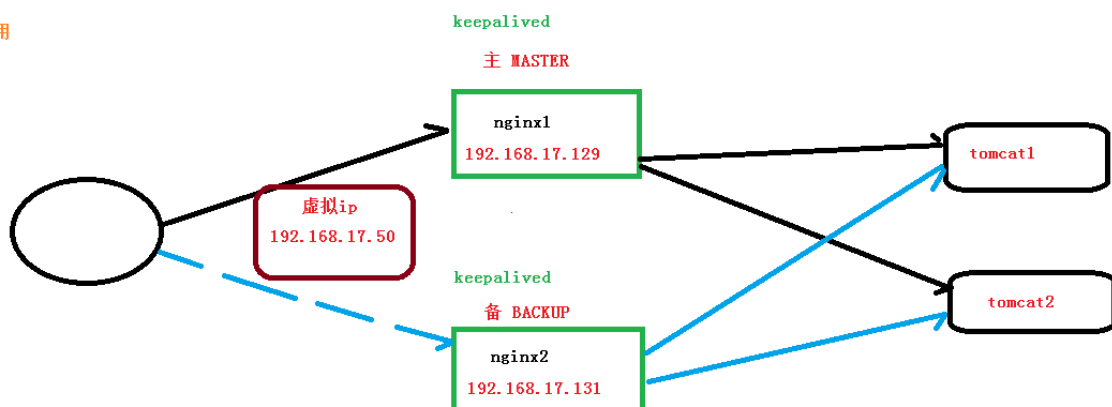 用
keepalived
主 MASTER
nginx1
192.168.17.129
虚拟ip
192.168.17.50
keepalived
备 BACKUP
nginx2
192.168.17.131
tomcat1
tomcat2